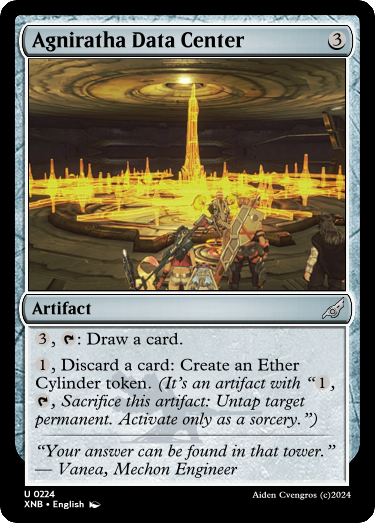 Agniratha Data Center 3
Artifact
3, : Draw a card.
1, Discard a card: Create an Ether
Cylinder token. (It's an artifact with “1,
, Sacrifice this artifact: Untap target
permanent. Activate only as a sorcery.”)
“Your answer can be found in that tower.”
— Vanea, Mechon Engineer
U 0224
XNB • English Aiden Cvengros (c)2024